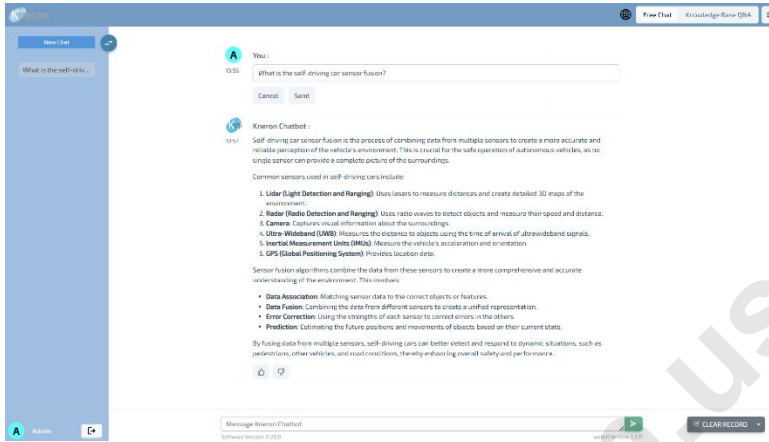 Kneron
Free Chat
Knowledge Base Q&A
New Chat
What is the self-driv...
A
You :
10:55
What is the self-driving car sensor fusion?
Cancel
Send
Kneron Chatbot :
10:57
Self-driving car sensor fusion is the process of combining data from multiple sensors to create a more accurate and
reliable perception of the vehicle's environment. This is crucial for the safe operation of autonomous vehicles, as no
single sensor can provide a complete picture of the surroundings.
Common sensors used in self-driving cars include:
1. Lidar (Light Detection and Ranging): Uses lasers to measure distances and create detailed 3D maps of the
environment.
2. Radar (Radio Detection and Ranging): Uses radio waves to detect objects and measure their speed and distance.
3. Camera: Captures visual information about the surroundings.
4. Ultra-Wideband (UWB): Measures the distance to objects using the time of arrival of ultrawideband signals.
5. Inertial Measurement Units (IMUs): Measure the vehicle's acceleration and orientation.
6. GPS (Global Positioning System): Provides location data.
Sensor fusion algorithms combine the data from these sensors to create a more comprehensive and accurate
understanding of the environment. This involves:
• Data Association: Matching sensor data to the correct objects or features.
• Data Fusion: Combining the data from different sensors to create a unified representation.
• Error Correction: Using the strengths of each sensor to correct errors in the others.
• Prediction: Estimating the future positions and movements of objects based on their current state.
By fusing data from multiple sensors, self-driving cars can better detect and respond to dynamic situations, such as
pedestrians, other vehicles, and road conditions, thereby enhancing overall safety and performance.
A
Admin
Message Kneron Chatbot
CLEAR RECORD
Software Version: